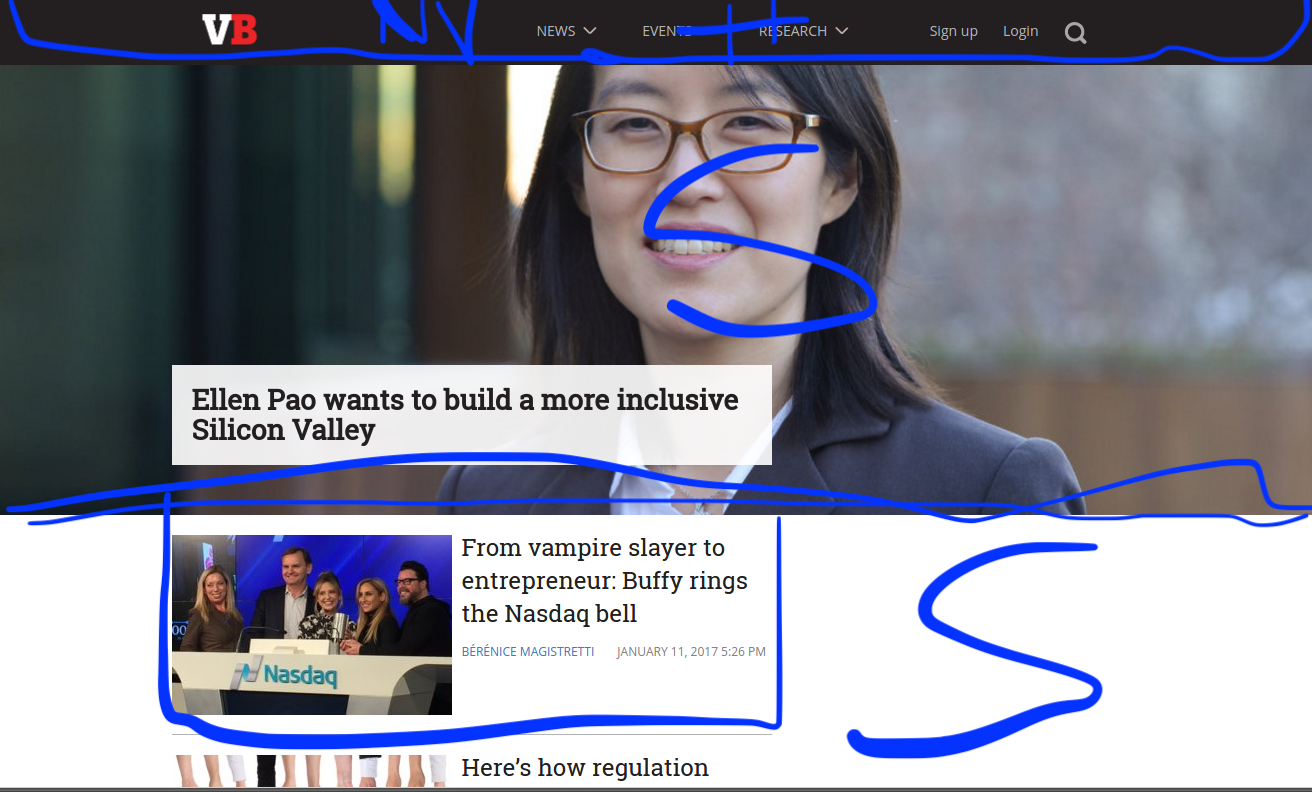 VB
NEWS
EVENTS
RESEARCH
Sign up
Login
S
Ellen Pao wants to build a more inclusive
Silicon Valley
Nasdaq
From vampire slayer to
entrepreneur: Buffy rings
the Nasdaq bell
BÉRÉNICE MAGISTRETTI JANUARY 11, 2017 5:26 PM
S
Here's how regulation